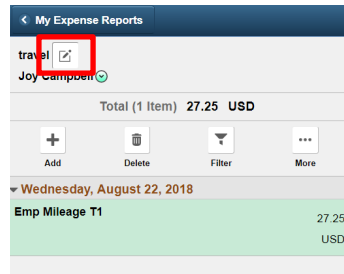 My Expense Reports
travel
Joy Campbell
Total (1 Item) 27.25 USD
Add Delete Filter More
Wednesday, August 22, 2018
Emp Mileage T1 27.25
USD